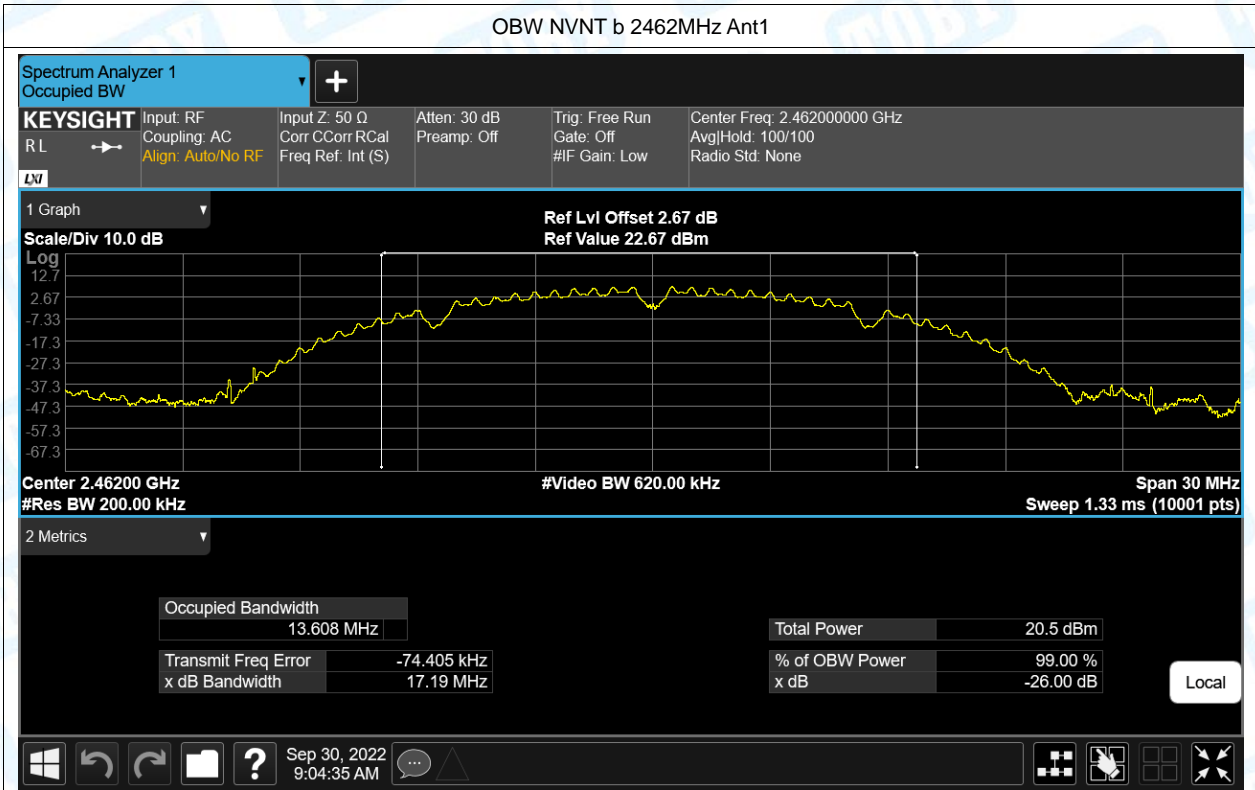 OBW NVNT b 2462MHz Ant1
Spectrum Analyzer 1
Occupied BW
KEYSIGHT
R L
LXI
Input: RF
Coupling: AC
Align: Auto/No RF
Input Z: 50 Ω
Corr CCorr RCal
Freq Ref: Int (S)
Atten: 30 dB
Preamp: Off
Trig: Free Run
Gate: Off
#IF Gain: Low
Center Freq: 2.462000000 GHz
Avg|Hold: 100/100
Radio Std: None
1 Graph
Scale/Div 10.0 dB
Ref Lvl Offset 2.67 dB
Ref Value 22.67 dBm
Log
12.7
2.67
-7.33
-17.3
-27.3
-37.3
-47.3
-57.3
-67.3
Center 2.46200 GHz
#Video BW 620.00 kHz
Span 30 MHz
#Res BW 200.00 kHz
Sweep 1.33 ms (10001 pts)
2 Metrics
Occupied Bandwidth
13.608 MHz
Total Power 20.5 dBm
Transmit Freq Error -74.405 kHz
% of OBW Power 99.00 %
x dB Bandwidth 17.19 MHz
x dB -26.00 dB
Local
?
Sep 30, 2022
9:04:35 AM